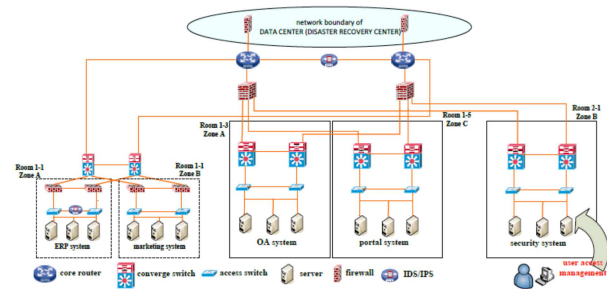 network boundary of
DATA CENTER (DISASTER RECOVERY CENTER)
Room 1-3
Zone A
Room 1-5
Zone C
Room 2-1
Zone B
Room 1-1
Zone A
Room 1-1
Zone B
ERP system
marketing system
OA system
portal system
security system
user access
management
core router
converge switch
access switch
server
firewall
IDS/IPS